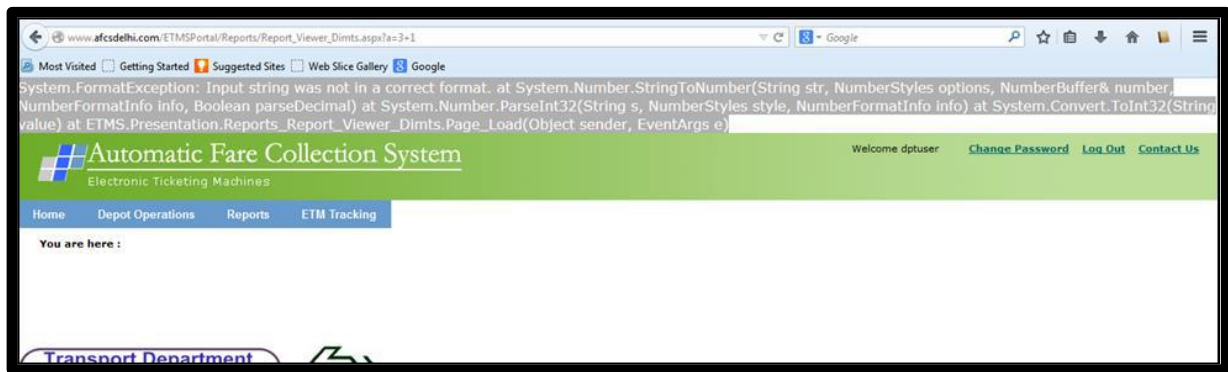 www.afcsdelhi.com/ETMSPortal/Reports/Report_Viewer_Dimts.aspx?a=3+1
Google
Most Visited Getting Started Suggested Sites Web Slice Gallery Google
System.FormatException: Input string was not in a correct format. at System.Number.StringToNumber(String str, NumberStyles options, NumberBuffer& number,
NumberFormatInfo info, Boolean parseDecimal) at System.Number.ParseInt32(String s, NumberStyles style, NumberFormatInfo info) at System.Convert.ToInt32(String
value) at ETMS.Presentation.Reports_Report_Viewer_Dimts.Page_Load(Object sender, EventArgs e)
Automatic Fare Collection System
Welcome dptuser Change Password Log Out Contact Us
Electronic Ticketing Machines
Home Depot Operations Reports ETM Tracking
You are here :
Transport Department